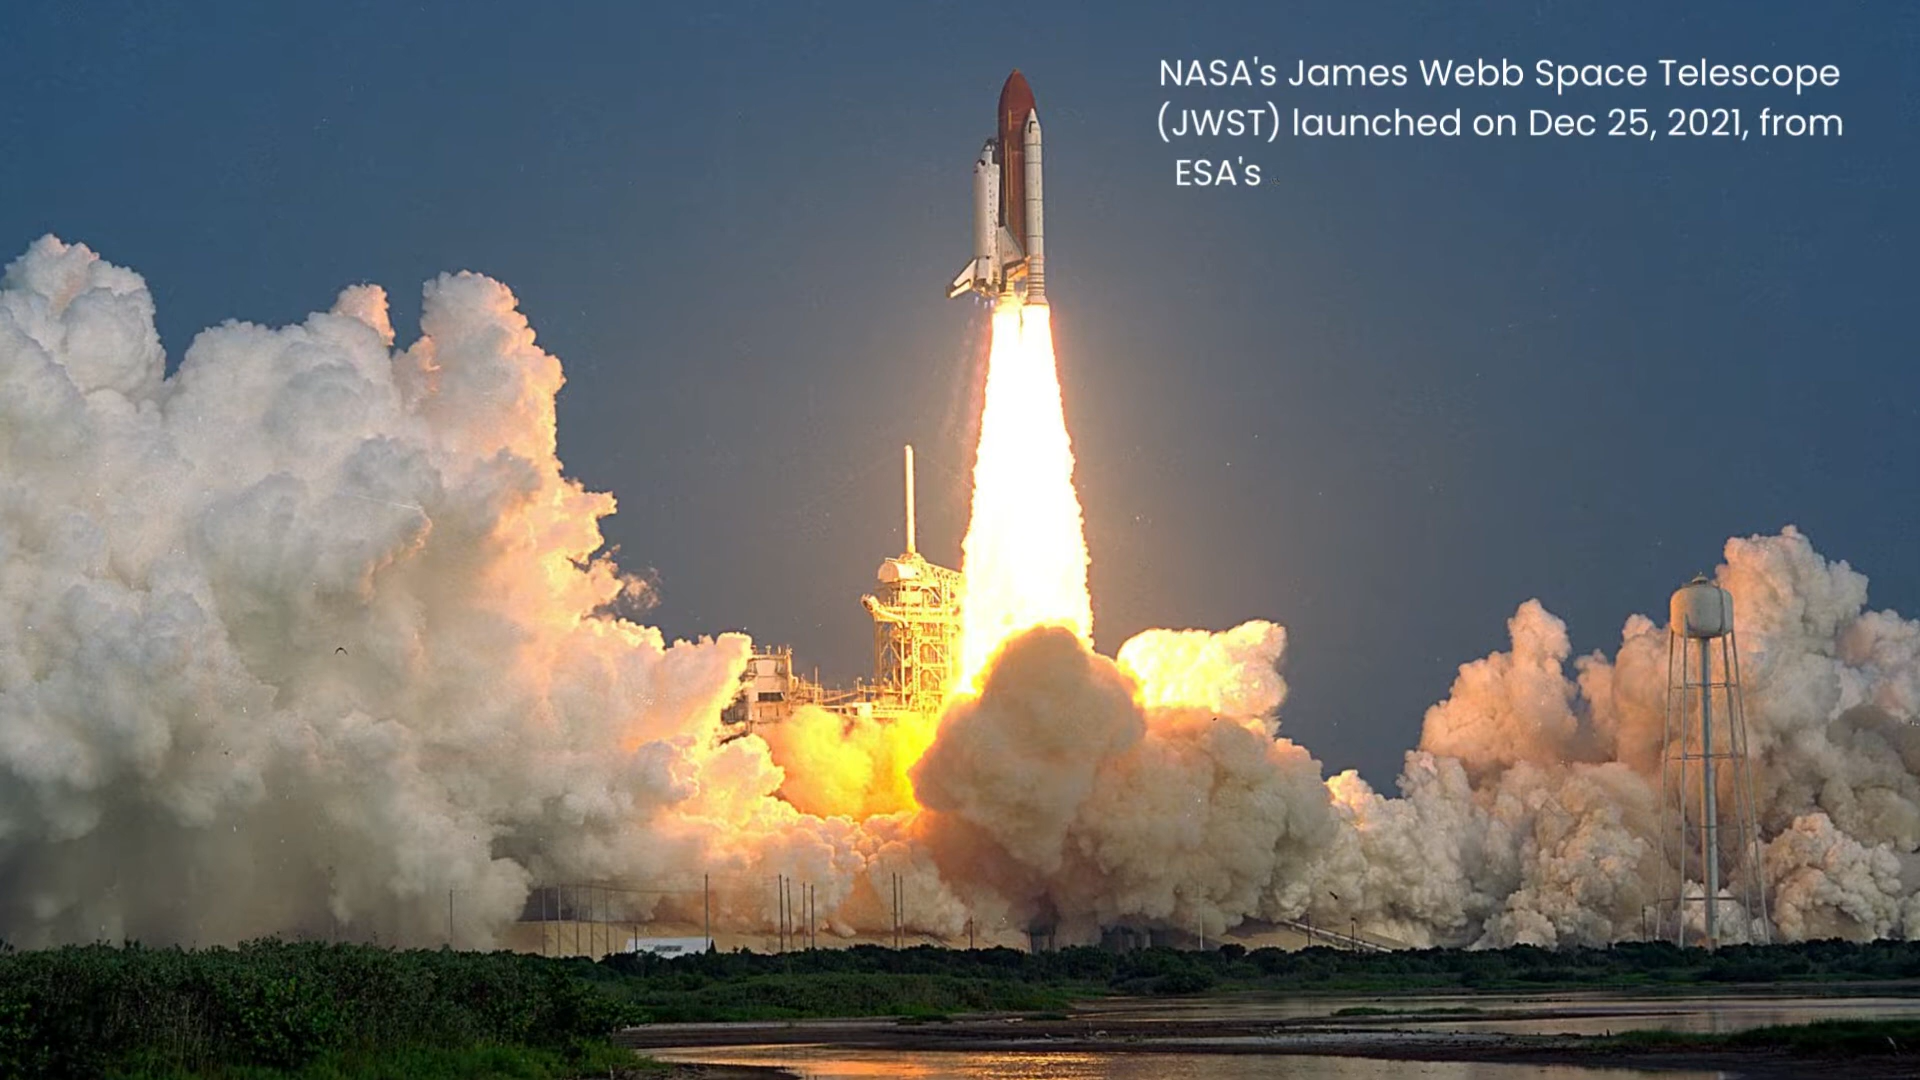 NASA's James Webb Space Telescope
(JWST) launched on Dec 25, 2021, from
ESA's